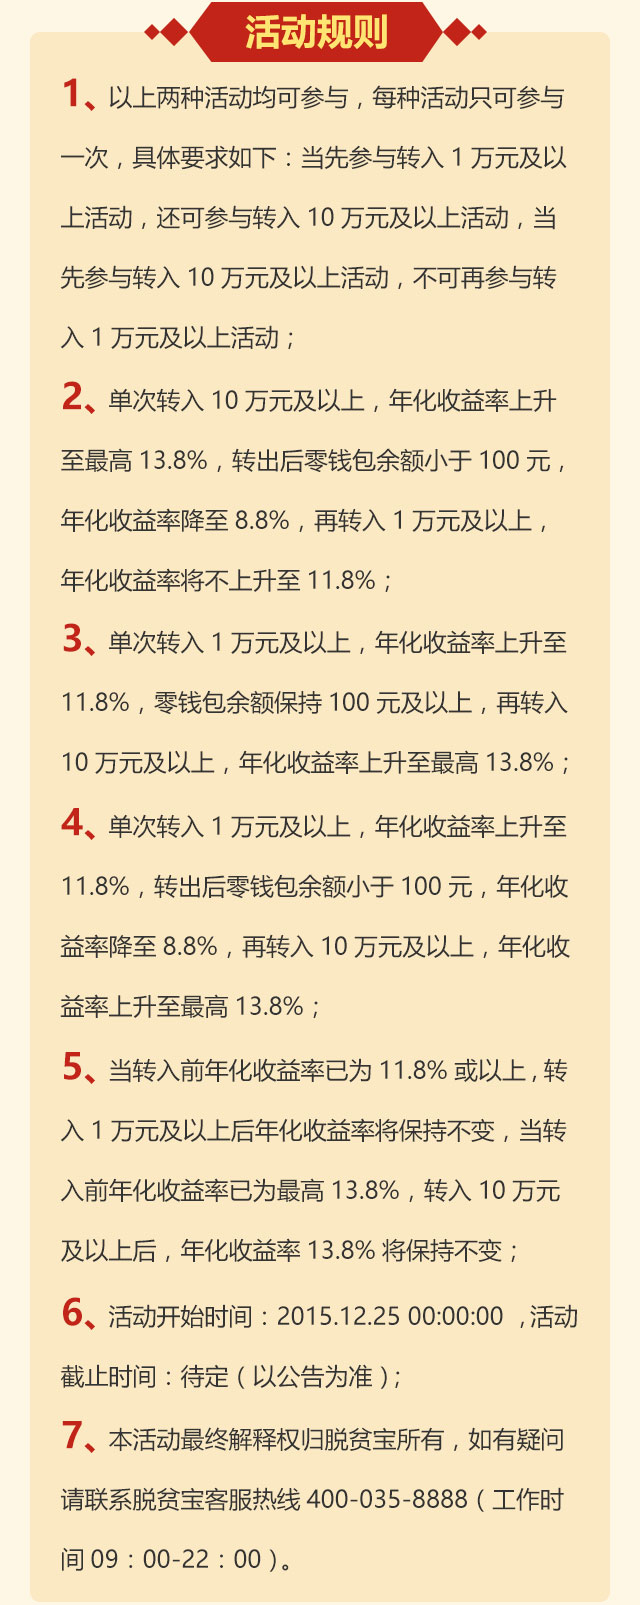 活动规则
1、以上两种活动均可参与，每种活动只可参与
一次，具体要求如下：当先参与转入 1 万元及以
上活动，还可参与转入 10 万元及以上活动，当
先参与转入 10 万元及以上活动，不可再参与转
入 1 万元及以上活动；
2、单次转入 10 万元及以上，年化收益率上升
至最高 13.8%，转出后零钱包余额小于 100 元，
年化收益率降至 8.8%，再转入 1 万元及以上，
年化收益率将不上升至 11.8%；
3、单次转入 1 万元及以上，年化收益率上升至
11.8%，零钱包余额保持 100 元及以上，再转入
10 万元及以上，年化收益率上升至最高 13.8%；
4、单次转入 1 万元及以上，年化收益率上升至
11.8%，转出后零钱包余额小于 100 元，年化收
益率降至 8.8%，再转入 10 万元及以上，年化收
益率上升至最高 13.8%；
5、当转入前年化收益率已为 11.8% 或以上，转
入 1 万元及以上后年化收益率将保持不变，当转
入前年化收益率已为最高 13.8%，转入 10 万元
及以上后，年化收益率 13.8% 将保持不变；
6、活动开始时间：2015.12.25 00:00:00 ，活动
截止时间：待定（以公告为准）；
7、本活动最终解释权归脱贫宝所有，如有疑问
请联系脱贫宝客服热线 400-035-8888（工作时
间 09：00-22：00）。